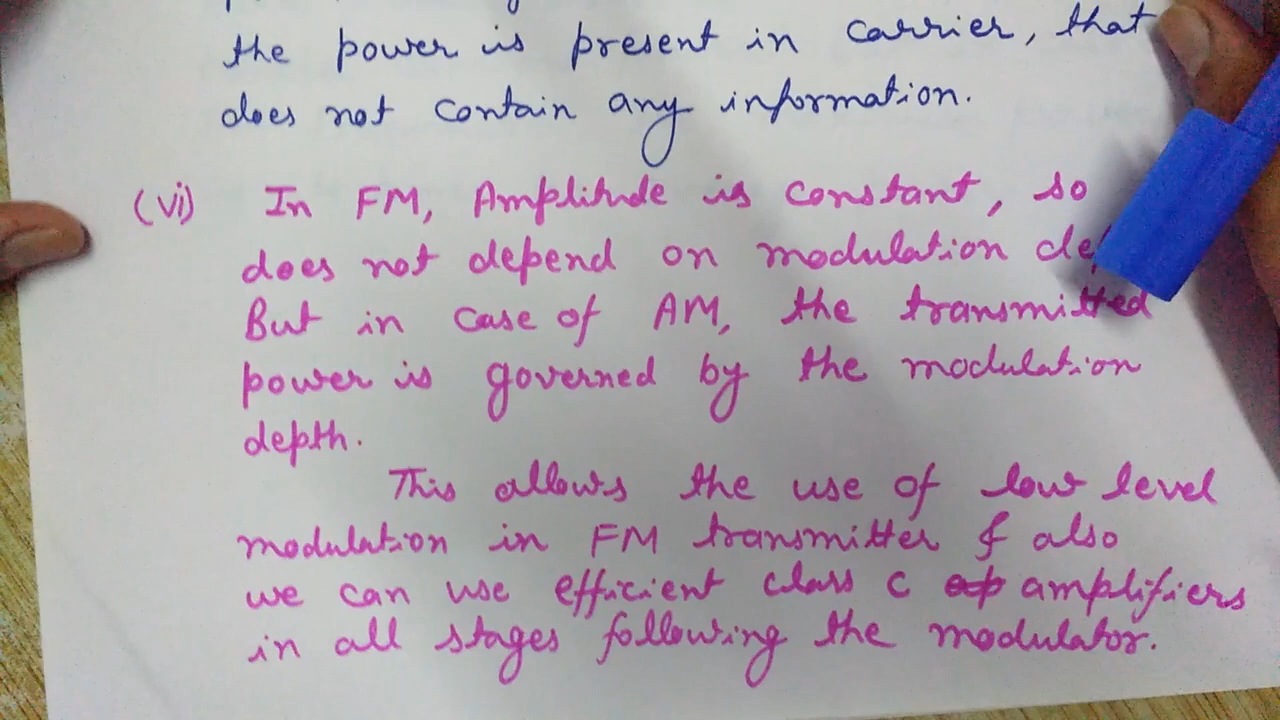 the power is present in carrier, that
does not contain any information.
(vi) In FM, Amplitude is constant, so
does not depend on modulation
But in case of AM, the transmitted
power is governed by the modulation
depth.
This allows the use of low level
modulation in FM transmitter & also
we can use efficient class c amplifiers
in all stages following the modulator.